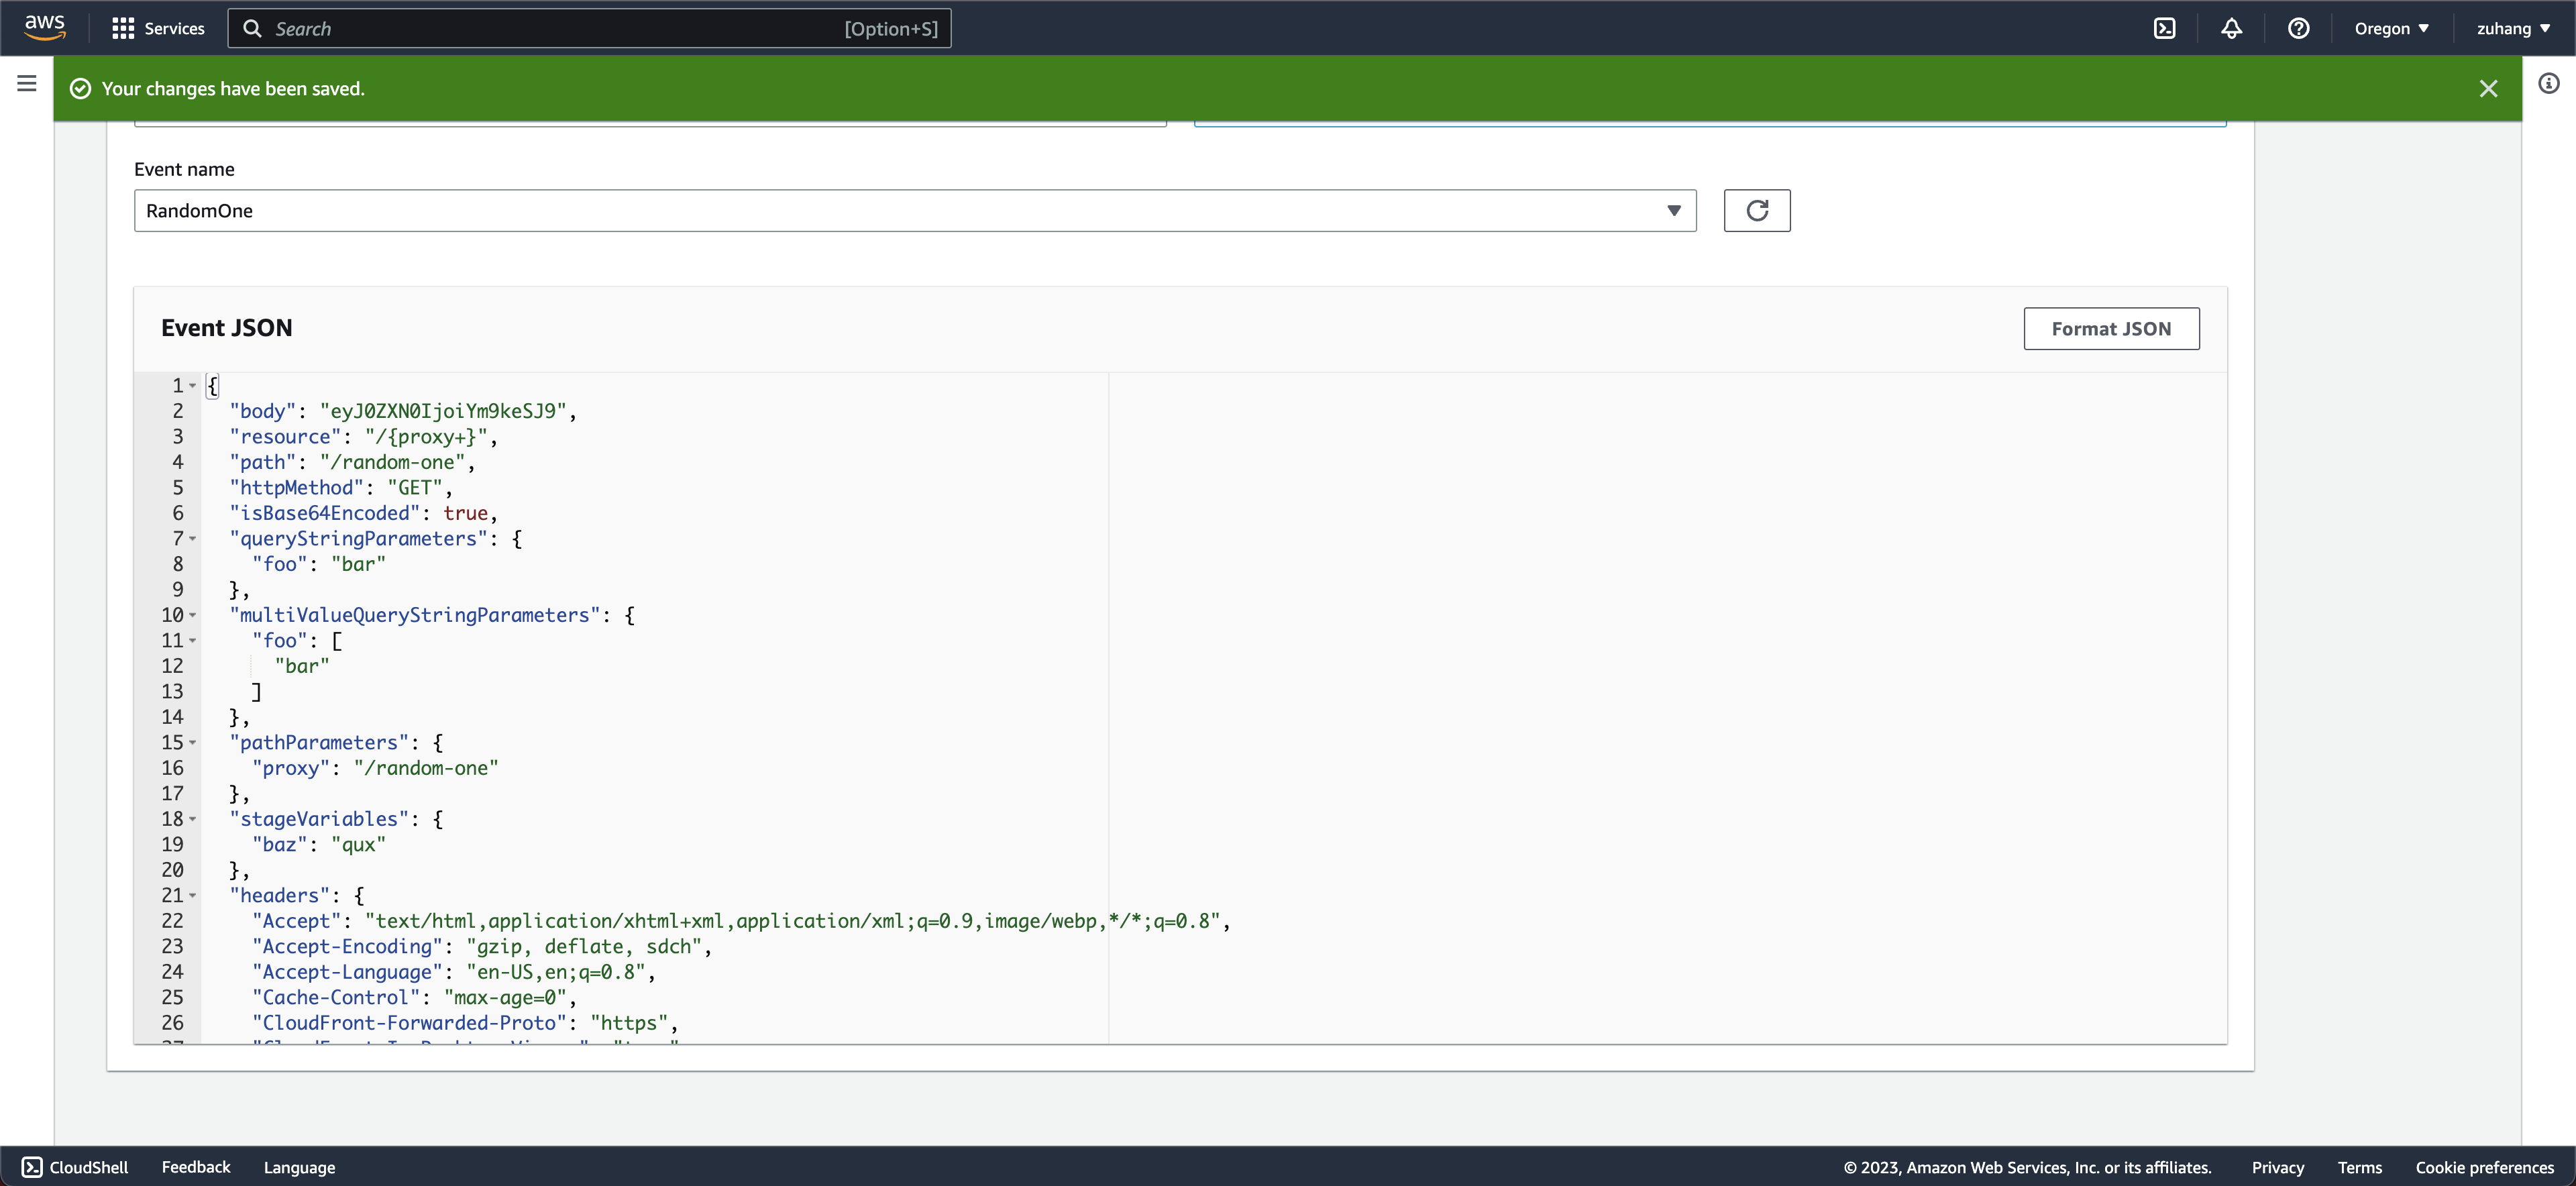 aws Services Search [Option+S] Oregon zuhang
Your changes have been saved.
Event name
RandomOne
Event JSON
Format JSON
1 {
2 "body": "eyJ0ZXN0IjoiYm9keSJ9",
3 "resource": "/{proxy+}",
4 "path": "/random-one",
5 "httpMethod": "GET",
6 "isBase64Encoded": true,
7 "queryStringParameters": {
8 "foo": "bar"
9 },
10 "multiValueQueryStringParameters": {
11 "foo": [
12 "bar"
13 ]
14 },
15 "pathParameters": {
16 "proxy": "/random-one"
17 },
18 "stageVariables": {
19 "baz": "qux"
20 },
21 "headers": {
22 "Accept": "text/html,application/xhtml+xml,application/xml;q=0.9,image/webp,*/*;q=0.8",
23 "Accept-Encoding": "gzip, deflate, sdch",
24 "Accept-Language": "en-US,en;q=0.8",
25 "Cache-Control": "max-age=0",
26 "CloudFront-Forwarded-Proto": "https",
CloudShell Feedback Language © 2023, Amazon Web Services, Inc. or its affiliates. Privacy Terms Cookie preferences